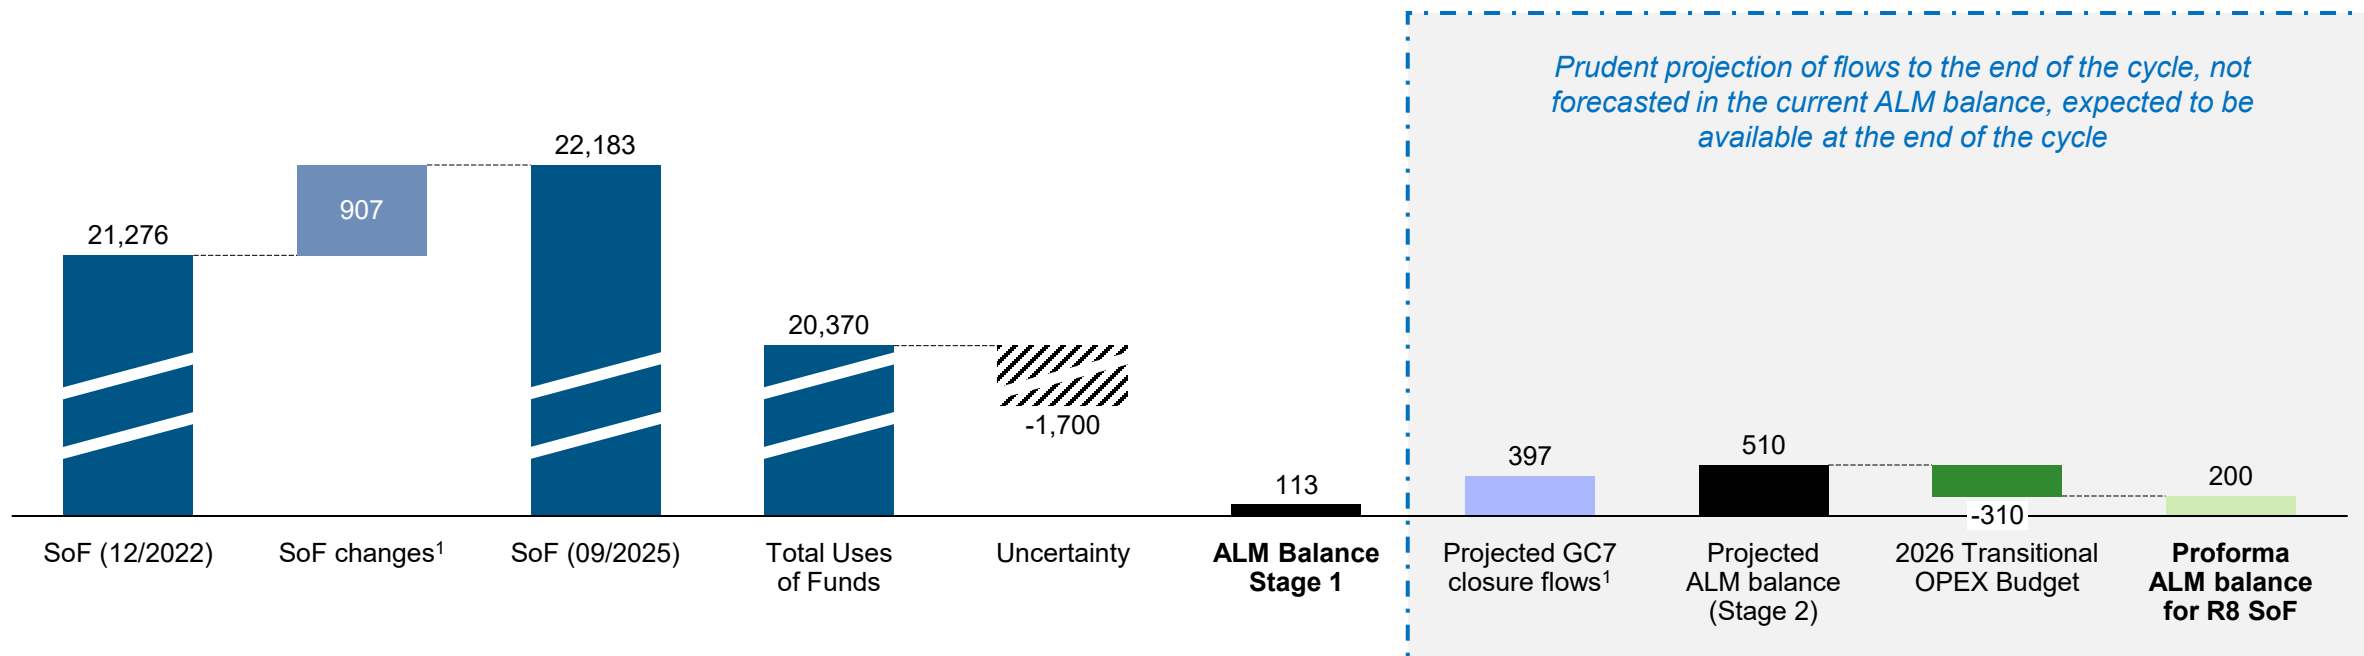 Prudent projection of flows to the end of the cycle, not
forecasted in the current ALM balance, expected to be
available at the end of the cycle
21,276
907
22,183
20,370
-1,700
113
397
510
-310
200
SoF (12/2022)
SoF changes¹
SoF (09/2025)
Total Uses
of Funds
Uncertainty
ALM Balance
Stage 1
Projected GC7
closure flows¹
Projected
ALM balance
(Stage 2)
2026 Transitional
OPEX Budget
Proforma
ALM balance
for R8 SoF